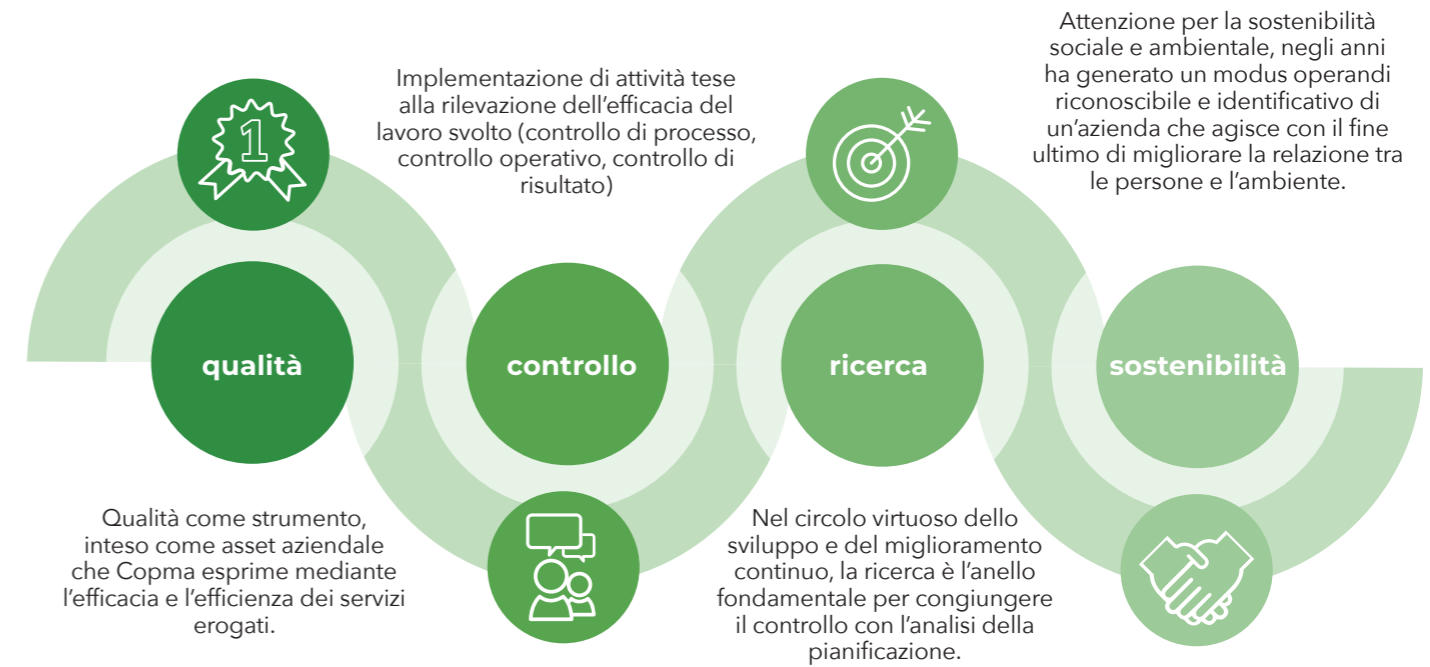 Attenzione per la sostenibilità
sociale e ambientale, negli anni
ha generato un modus operandi
riconoscibile e identificativo di
un'azienda che agisce con il fine
ultimo di migliorare la relazione tra
le persone e l'ambiente.
Implementazione di attività tese
alla rilevazione dell'efficacia del
lavoro svolto (controllo di processo,
controllo operativo, controllo di
risultato)
1
qualità
controllo
ricerca
sostenibilità
Qualità come strumento,
inteso come asset aziendale
che Copma esprime mediante
l'efficacia e l'efficienza dei servizi
erogati.
Nel circolo virtuoso dello
sviluppo e del miglioramento
continuo, la ricerca è l'anello
fondamentale per congiungere
il controllo con l'analisi della
pianificazione.